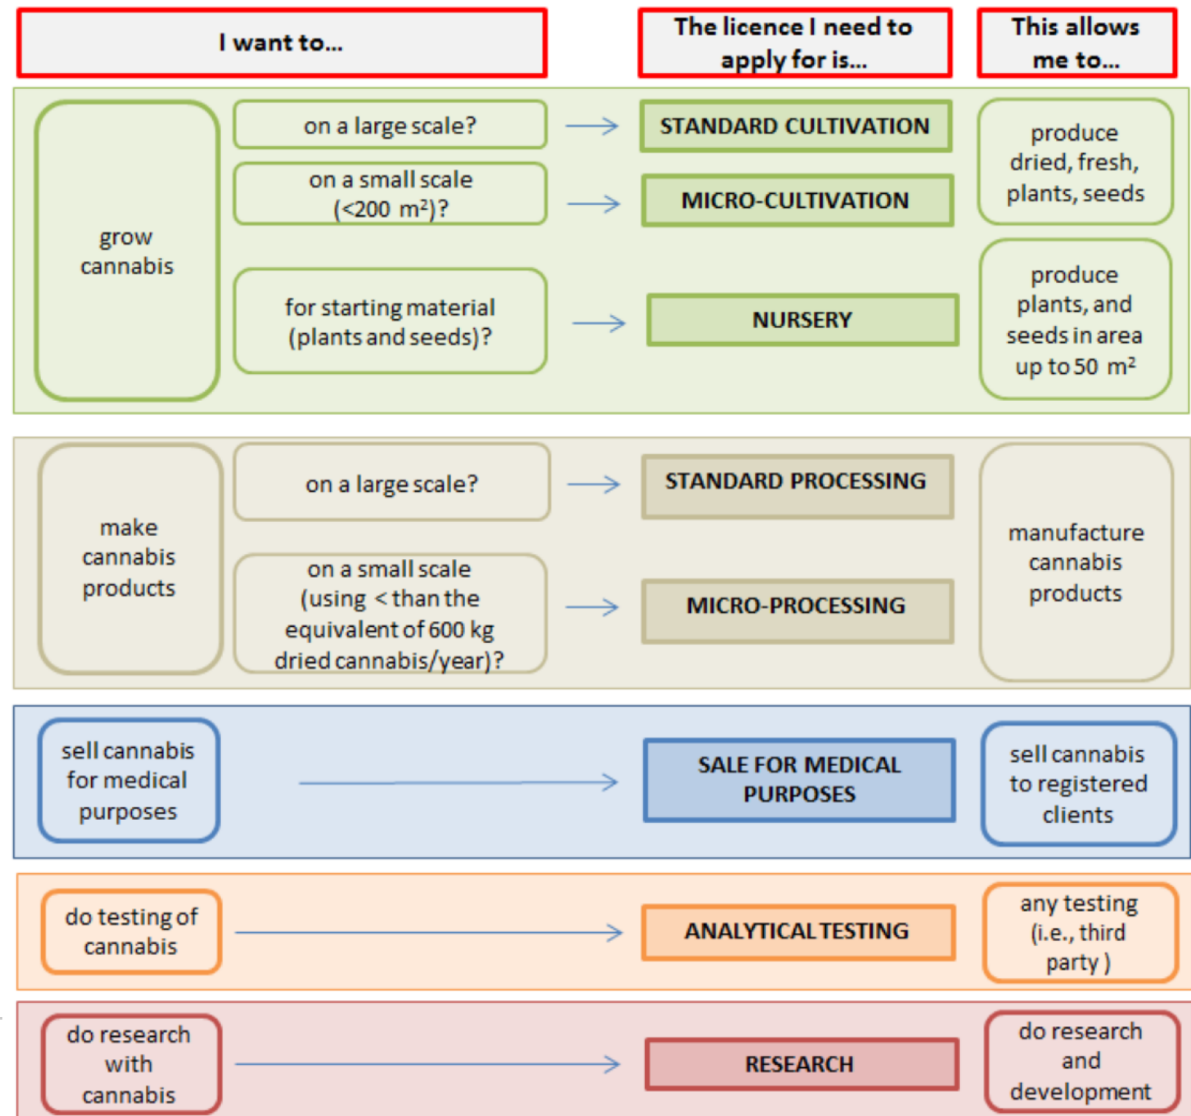 I want to...
The licence I need to
apply for is...
This allows
me to...
grow
cannabis
on a large scale?
STANDARD CULTIVATION
on a small scale
(<200 m²)?
MICRO-CULTIVATION
produce
dried, fresh,
plants, seeds
for starting material
(plants and seeds)?
NURSERY
produce
plants, and
seeds in area
up to 50 m²
make
cannabis
products
on a large scale?
STANDARD PROCESSING
on a small scale
(using < than the
equivalent of 600 kg
dried cannabis/year)?
MICRO-PROCESSING
manufacture
cannabis
products
sell cannabis
for medical
purposes
SALE FOR MEDICAL
PURPOSES
sell cannabis
to registered
clients
do testing of
cannabis
ANALYTICAL TESTING
any testing
(i.e., third
party )
do research
with
cannabis
RESEARCH
do research
and
development